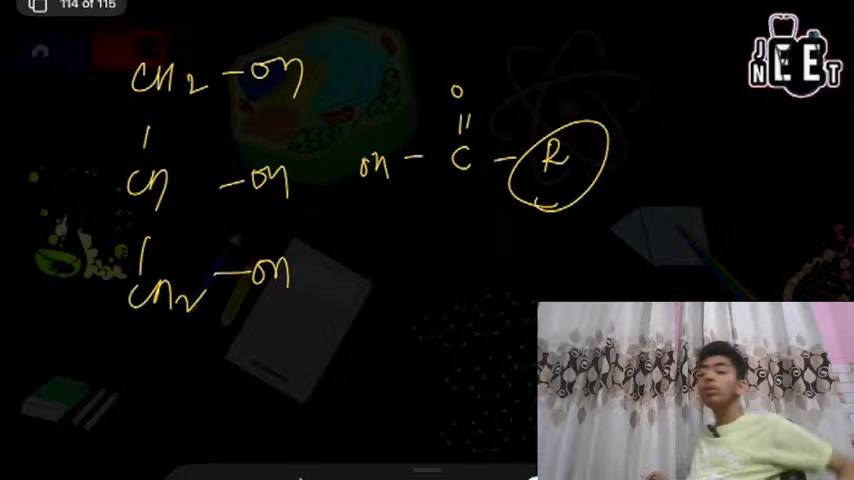 114 of 115
J NEET
CH2 - OH
O
||
CH - OH OH - C - R
CH2 - OH